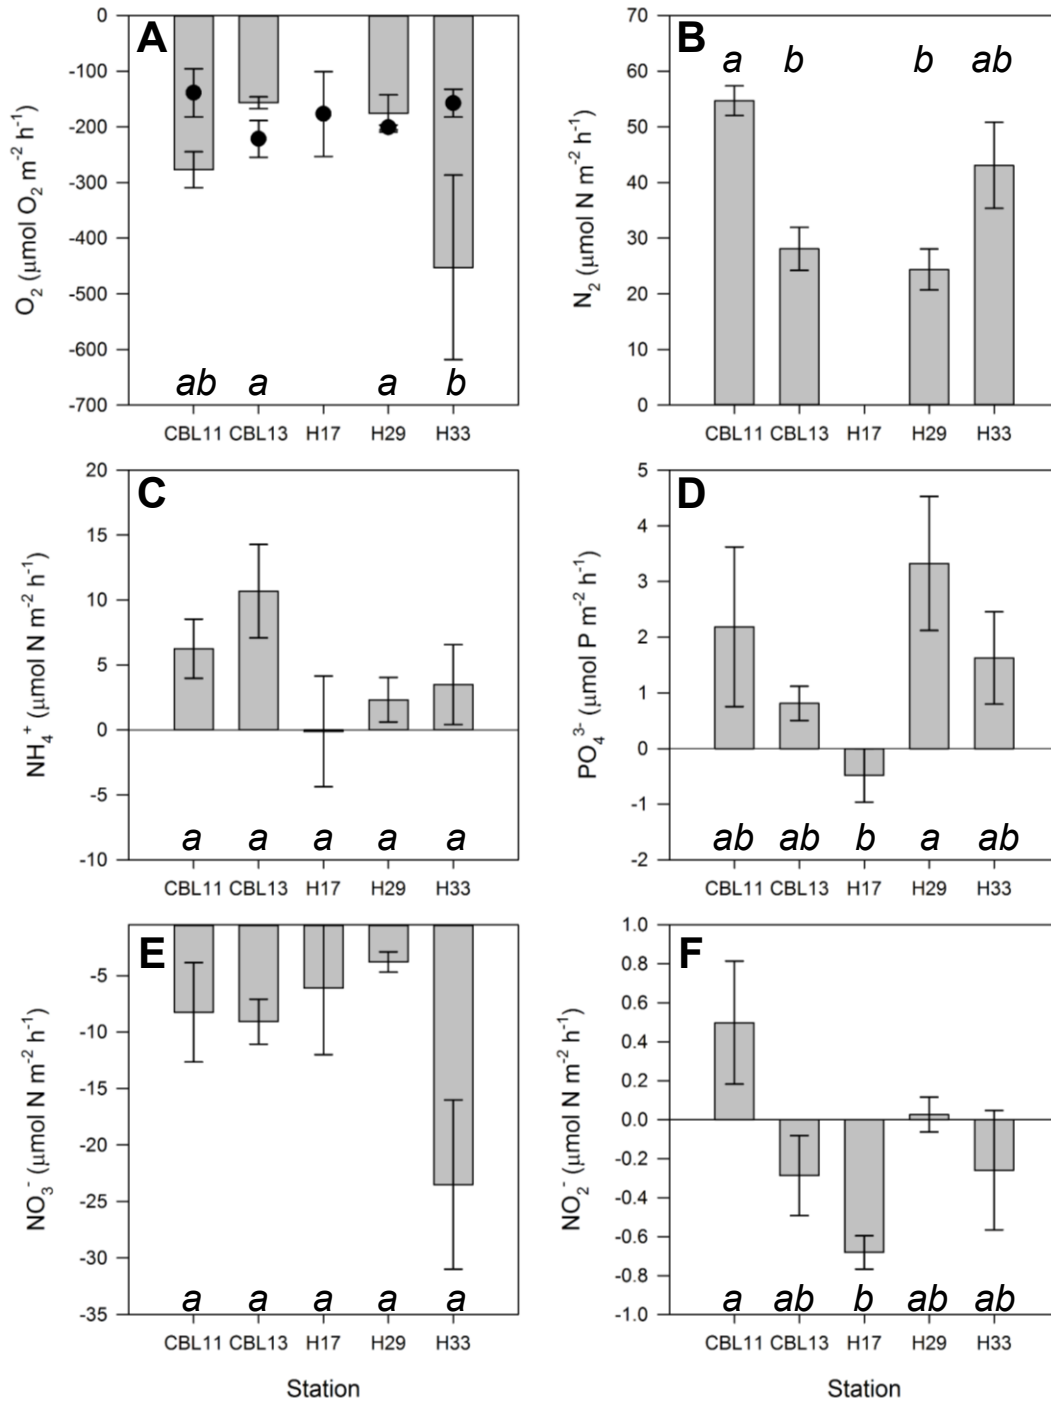 A
O₂ (μmol O₂ m⁻² h⁻¹)
0
-100
-200
-300
-400
-500
-600
-700
ab a a b
CBL11 CBL13 H17 H29 H33
B
N₂ (μmol N m⁻² h⁻¹)
70
60
50
40
30
20
10
0
a b b ab
CBL11 CBL13 H17 H29 H33
C
NH₄⁺ (μmol N m⁻² h⁻¹)
20
15
10
5
0
-5
-10
a a a a a
CBL11 CBL13 H17 H29 H33
D
PO₄³⁻ (μmol P m⁻² h⁻¹)
5
4
3
2
1
0
-1
-2
ab ab b a ab
CBL11 CBL13 H17 H29 H33
E
NO₃⁻ (μmol N m⁻² h⁻¹)
-5
-10
-15
-20
-25
-30
-35
a a a a a
CBL11 CBL13 H17 H29 H33
Station
F
NO₂⁻ (μmol N m⁻² h⁻¹)
1.0
0.8
0.6
0.4
0.2
0.0
-0.2
-0.4
-0.6
-0.8
-1.0
a ab b ab ab
CBL11 CBL13 H17 H29 H33
Station